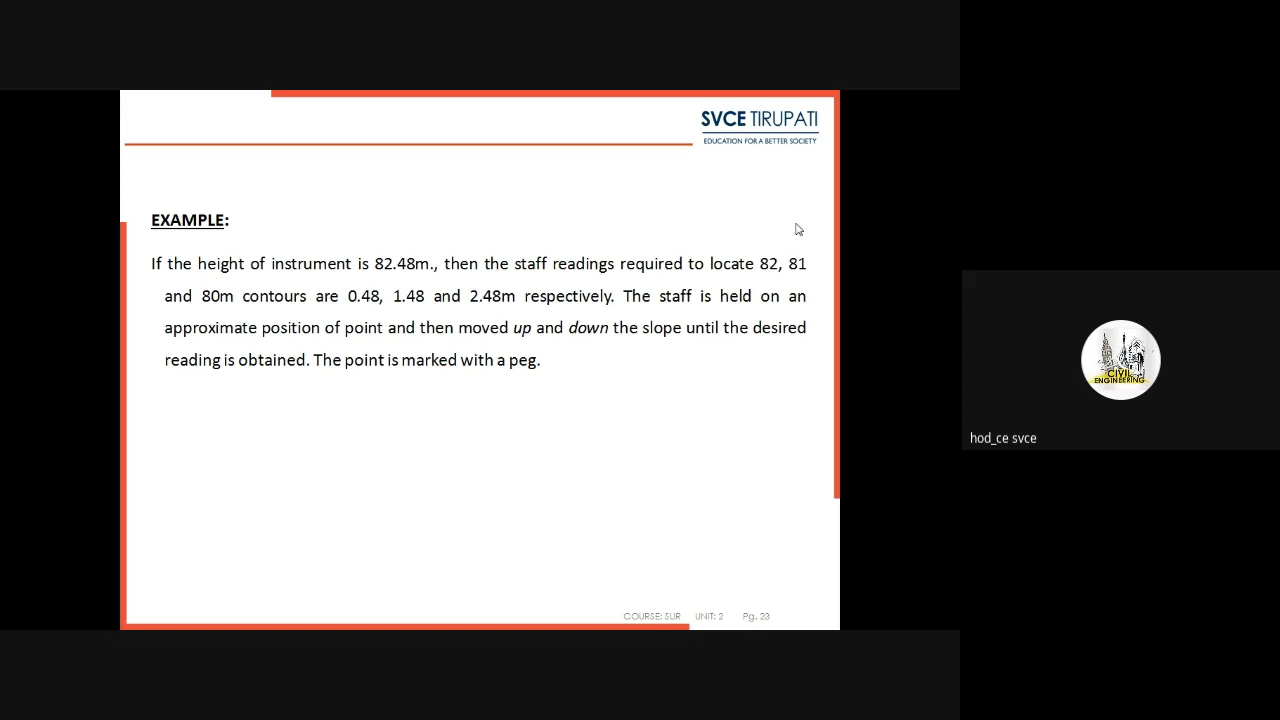 SVCE TIRUPATI
EDUCATION FOR A BETTER SOCIETY
EXAMPLE:
If the height of instrument is 82.48m., then the staff readings required to locate 82, 81
and 80m contours are 0.48, 1.48 and 2.48m respectively. The staff is held on an
approximate position of point and then moved up and down the slope until the desired
reading is obtained. The point is marked with a peg.
CIVIL
ENGINEERING
hod_ce svce
COURSE: SUR UNIT: 2 Pg. 23